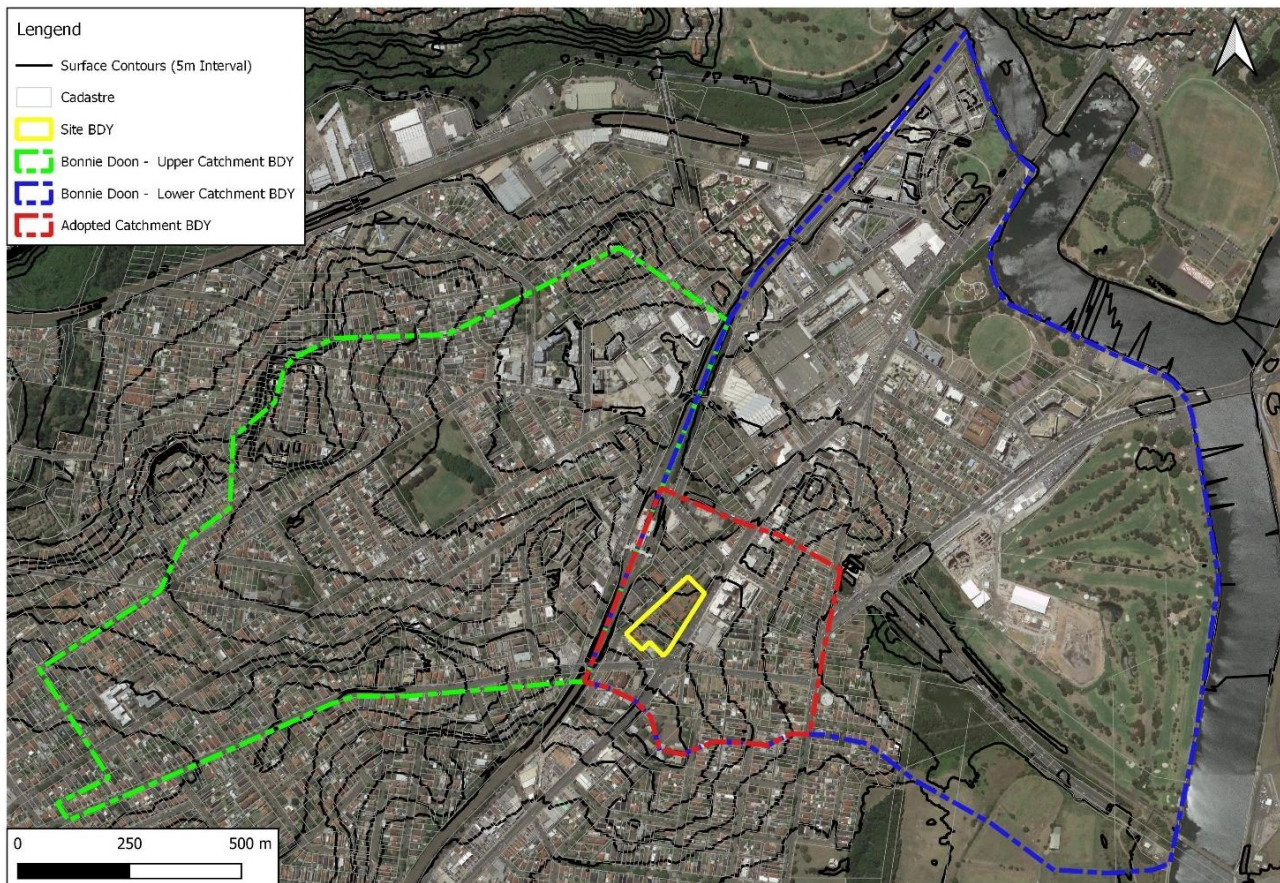 Lengend
Surface Contours (5m Interval)
Cadastre
Site BDY
Bonnie Doon - Upper Catchment BDY
Bonnie Doon - Lower Catchment BDY
Adopted Catchment BDY
0 250 500 m